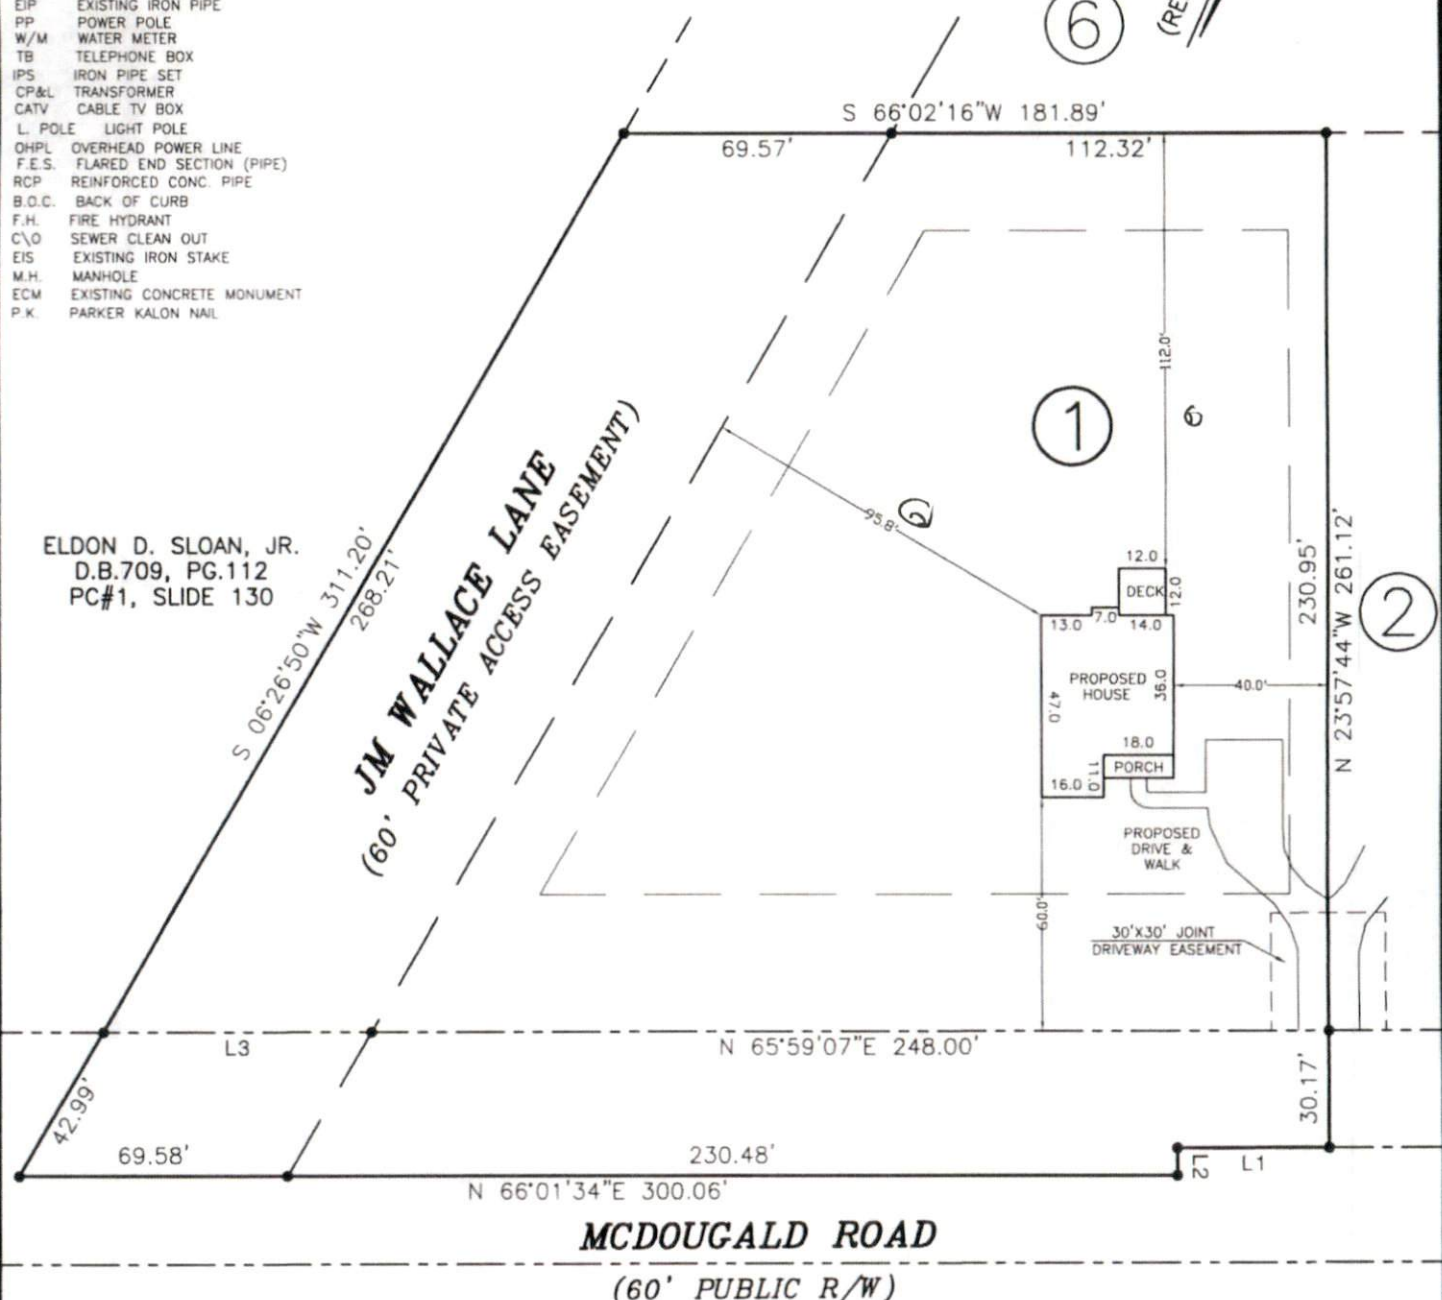 EIP EXISTING IRON PIPE
PP POWER POLE
W/M WATER METER
TB TELEPHONE BOX
IPS IRON PIPE SET
CP&L TRANSFORMER
CATV CABLE TV BOX
L. POLE LIGHT POLE
OHPL OVERHEAD POWER LINE
F.E.S. FLARED END SECTION (PIPE)
RCP REINFORCED CONC. PIPE
B.O.C. BACK OF CURB
F.H. FIRE HYDRANT
C\O SEWER CLEAN OUT
EIS EXISTING IRON STAKE
M.H. MANHOLE
ECM EXISTING CONCRETE MONUMENT
P.K. PARKER KALON NAIL
6
(RE
S 66°02'16"W 181.89'
69.57'
112.32'
112.0'
1
95.8'
ELDON D. SLOAN, JR.
D.B.709, PG.112
PC#1, SLIDE 130
S 06°26'50"W 311.20'
268.21'
JM WALLACE LANE
(60' PRIVATE ACCESS EASEMENT)
12.0
DECK
12.0
13.0
7.0
14.0
PROPOSED
HOUSE
47.0
36.0
40.0'
230.95'
N 23°57'44"W 261.12'
2
18.0
PORCH
16.0
11.0
PROPOSED
DRIVE &
WALK
60.0'
30'X30' JOINT
DRIVEWAY EASEMENT
L3
N 65°59'07"E 248.00'
42.99'
30.17'
69.58'
230.48'
L2
L1
N 66°01'34"E 300.06'
MCDOUGALD ROAD
(60' PUBLIC R/W)